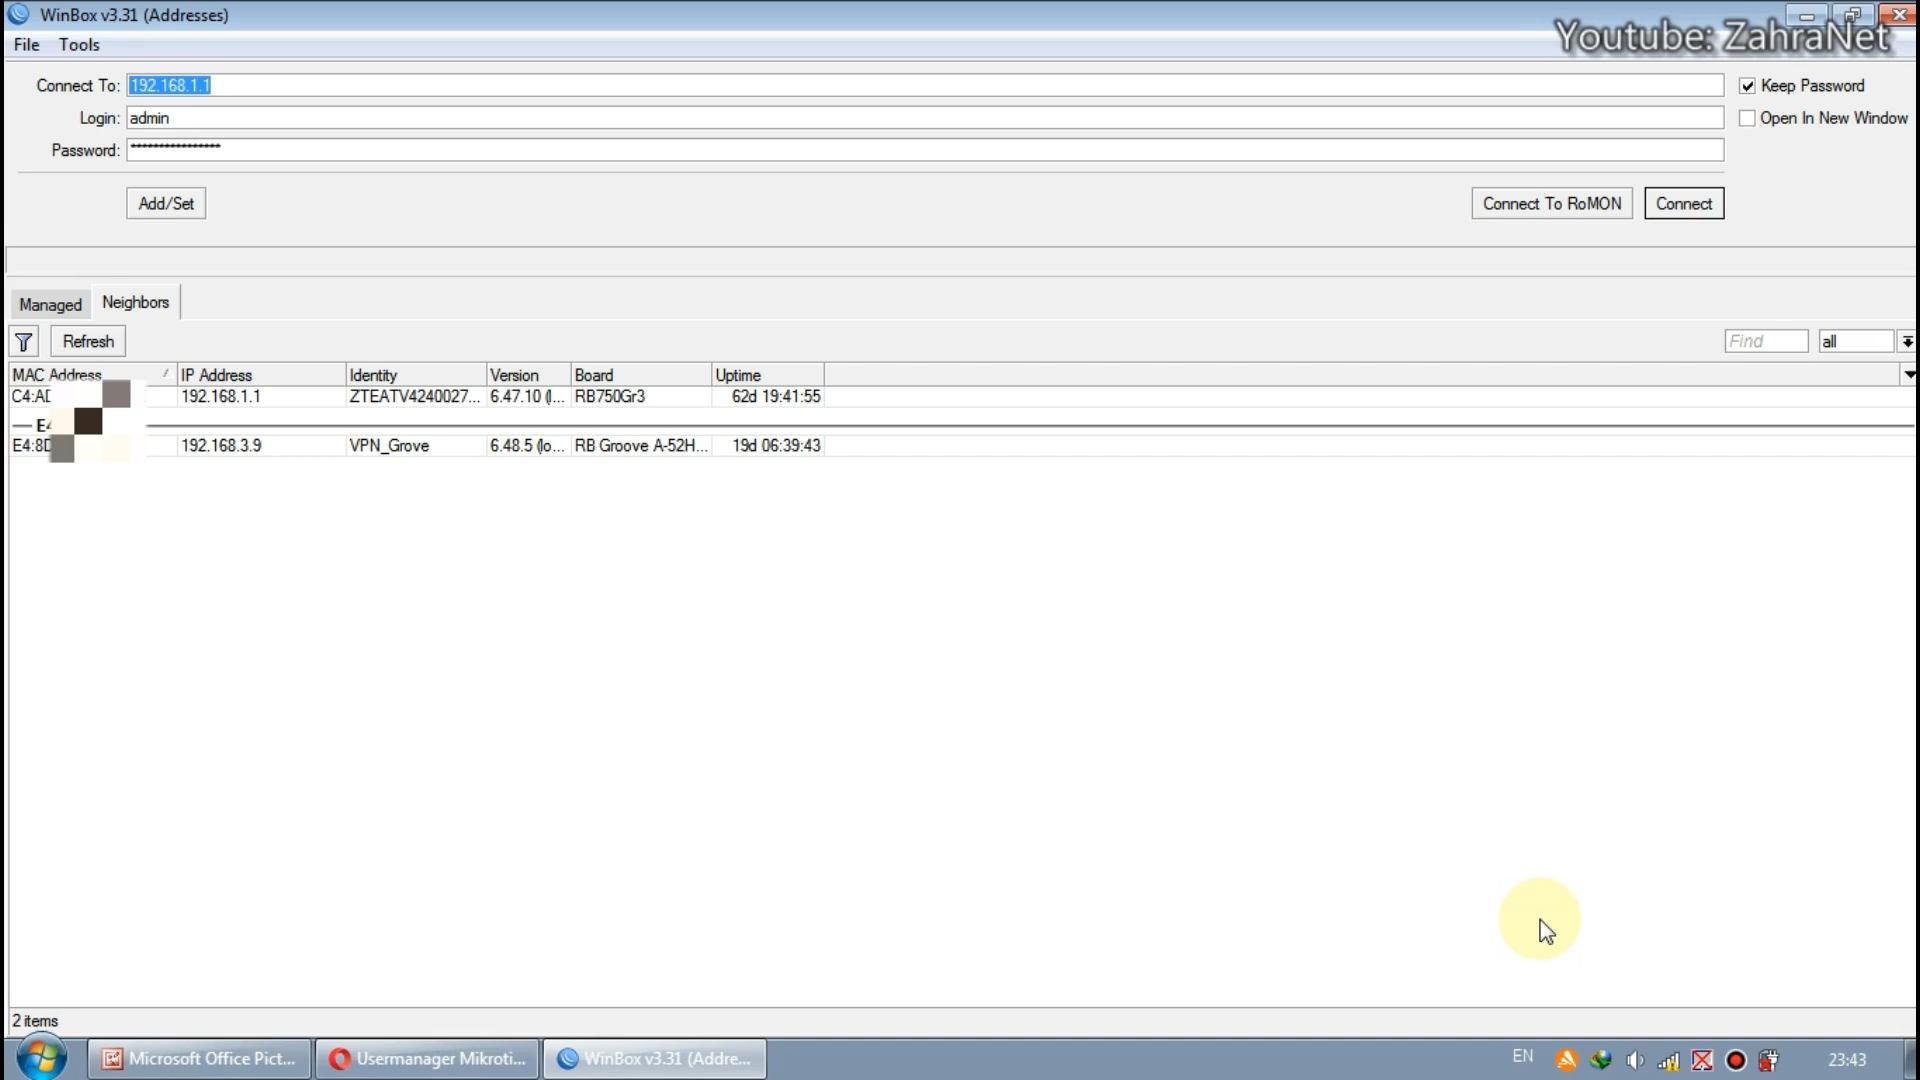 WinBox v3.31 (Addresses)
Youtube: ZahraNet
File Tools
Connect To: 192.168.1.1
Keep Password
Login: admin
Open In New Window
Password: ****************
Add/Set
Connect To RoMON
Connect
Managed
Neighbors
Refresh
Find
all
MAC Address IP Address Identity Version Board Uptime
192.168.1.1 ZTEATV4240027... 6.47.10 (l... RB750Gr3 62d 19:41:55
E4:8D 192.168.3.9 VPN_Grove 6.48.5 (lo... RB Groove A-52H... 19d 06:39:43
2 items
Microsoft Office Pict...
Usermanager Mikroti...
WinBox v3.31 (Addre...
EN
23:43